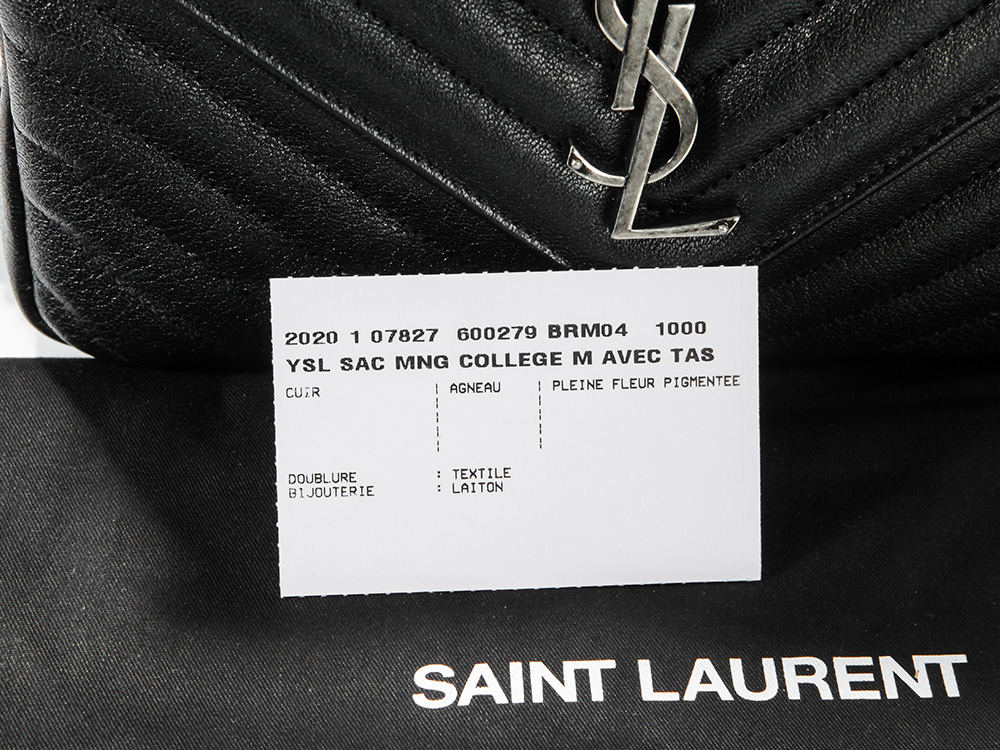 YSL
2020 1 07827 600279 BRM04 1000
YSL SAC MNG COLLEGE M AVEC TAS
CUIR | AGNEAU | PLEINE FLEUR PIGMENTEE
DOUBLURE : TEXTILE
BIJOUTERIE : LAITON
SAINT LAURENT